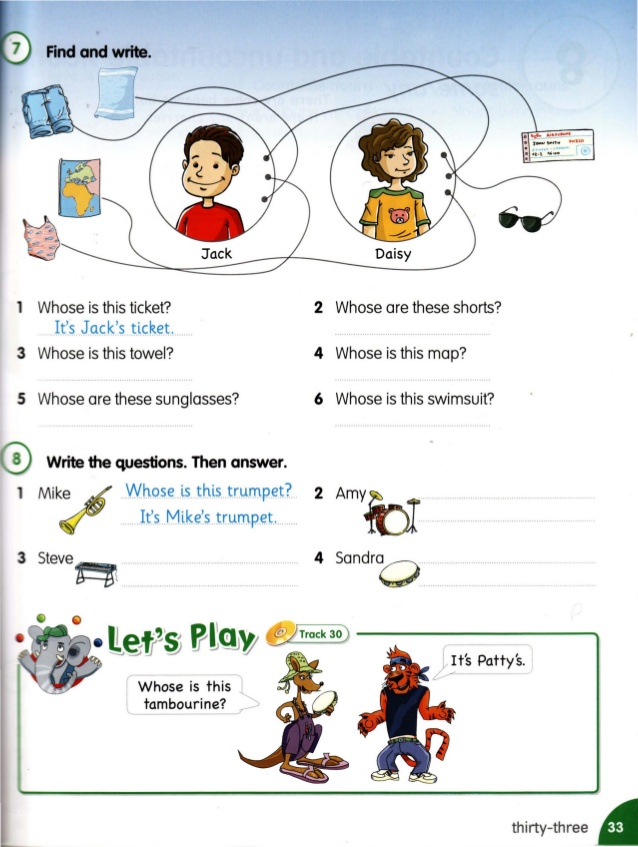 7 Find and write.
JOHN SMITH
Jack
Daisy
1 Whose is this ticket?
It's Jack's ticket.
2 Whose are these shorts?
3 Whose is this towel?
4 Whose is this map?
5 Whose are these sunglasses?
6 Whose is this swimsuit?
8 Write the questions. Then answer.
1 Mike
Whose is this trumpet?
It's Mike's trumpet.
2 Amy
3 Steve
4 Sandra
Let's Play
Track 30
Whose is this
tambourine?
It's Patty's.
thirty-three 33